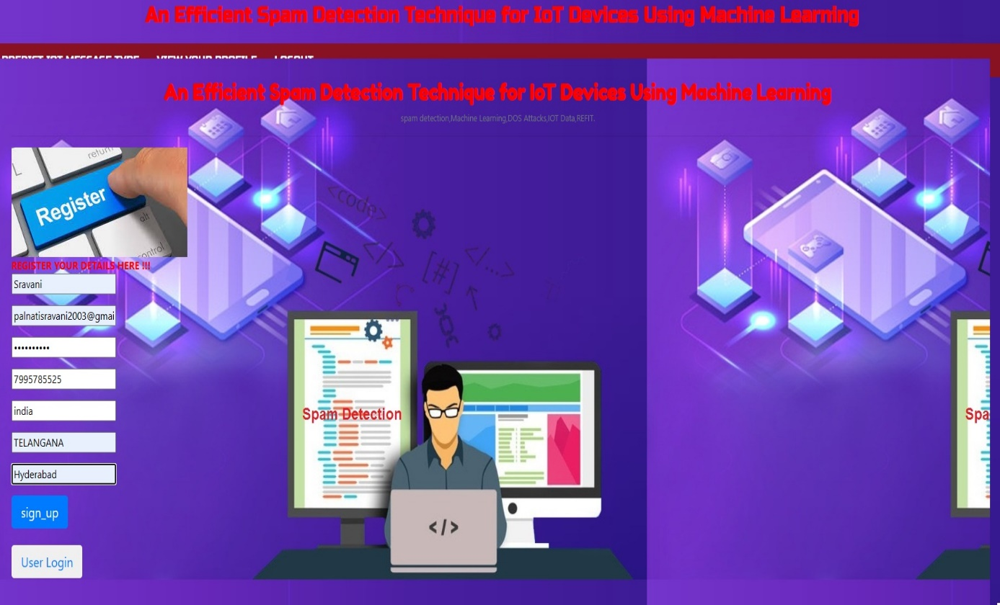 An Efficient Spam Detection Technique for IoT Devices Using Machine Learning
PREDICT IOT MESSAGE TYPE VIEW YOUR PROFILE LOGOUT
An Efficient Spam Detection Technique for IoT Devices Using Machine Learning
spam detection,Machine Learning,DOS Attacks,IOT Data,REFIT.
return
L
Register
alt
control
REGISTER YOUR DETAILS HERE !!!
Sravani
palnatisravani2003@gmai
••••••••••
7995785525
india
TELANGANA
Hyderabad
sign_up
User Login
<code>
</>
</...>
[#]
Spam Detection
</>
Spa